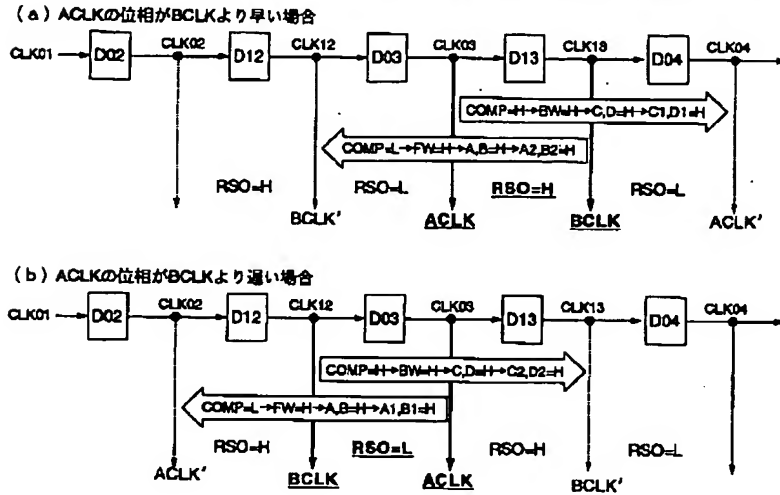 (a) ACLKの位相がBCLKより早い場合
CLK01 D02 CLK02 D12 CLK12 D03 CLK03 D13 CLK13 D04 CLK04
COMP=H→BW=H→C,D=H→C1,D1=H
COMP=L→FW=H→A,B=H→A2,B2=H
RSO=H RSO=L RSO=H RSO=L
BCLK' ACLK BCLK ACLK'
(b) ACLKの位相がBCLKより遅い場合
CLK01 D02 CLK02 D12 CLK12 D03 CLK03 D13 CLK13 D04 CLK04
COMP=H→BW=H→C,D=H→C2,D2=H
COMP=L→FW=H→A,B=H→A1,B1=H
RSO=H RSO=L RSO=H RSO=L
ACLK' BCLK ACLK BCLK'